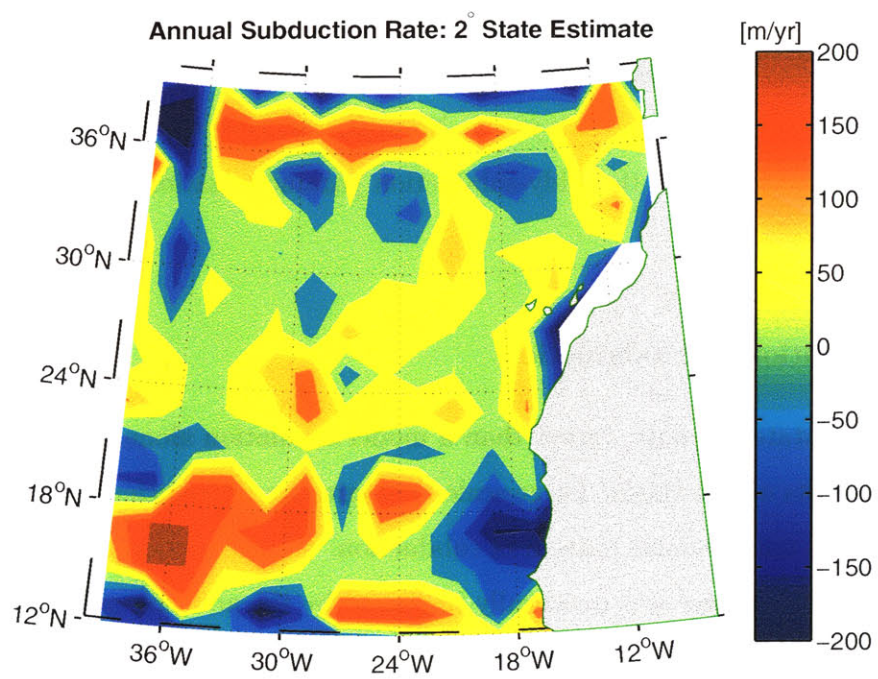 Annual Subduction Rate: 2° State Estimate
[m/yr]
200
150
100
50
0
−50
−100
−150
−200
36°N
30°N
24°N
18°N
12°N
36°W
30°W
24°W
18°W
12°W